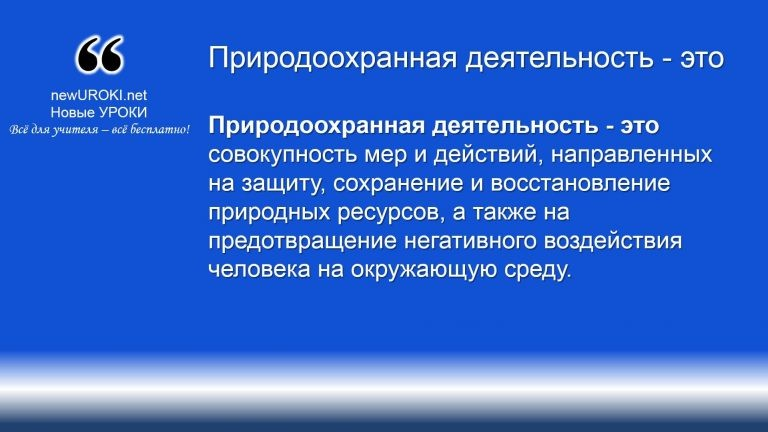 newUROKI.net
Новые УРОКИ
Всё для учителя – всё бесплатно!
Природоохранная деятельность - это
Природоохранная деятельность - это
совокупность мер и действий, направленных
на защиту, сохранение и восстановление
природных ресурсов, а также на
предотвращение негативного воздействия
человека на окружающую среду.